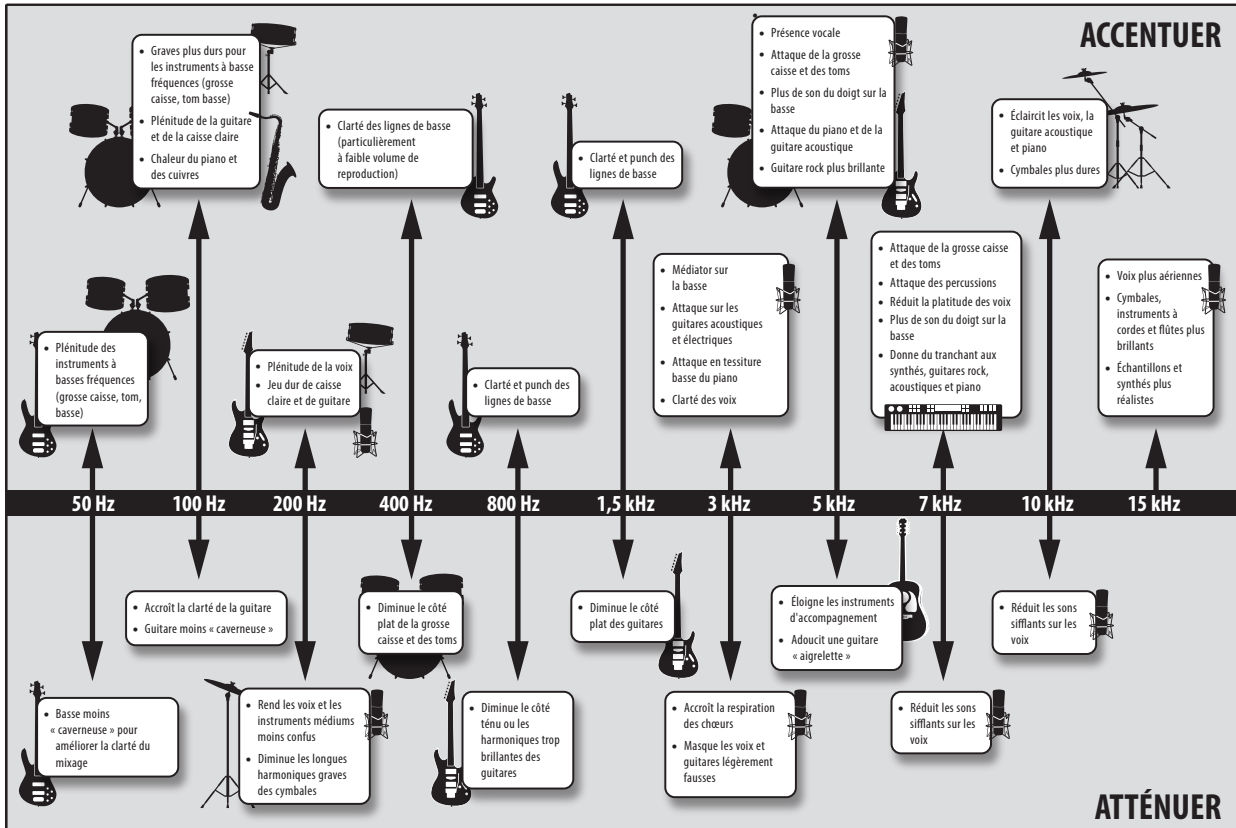 ACCENTUER
• Graves plus durs pour
les instruments à basse
fréquences (grosse
caisse, tom basse)
• Plénitude de la guitare
et de la caisse claire
• Chaleur du piano et
des cuivres
• Clarté des lignes de basse
(particulièrement
à faible volume de
reproduction)
• Clarté et punch des
lignes de basse
• Présence vocale
• Attaque de la grosse
caisse et des toms
• Plus de son du doigt sur la
basse
• Attaque du piano et de la
guitare acoustique
• Guitare rock plus brillante
• Éclaircit les voix, la
guitare acoustique
et piano
• Cymbales plus dures
• Plénitude des
instruments à
basses fréquences
(grosse caisse, tom,
basse)
• Plénitude de la voix
• Jeu dur de caisse
claire et de guitare
• Clarté et punch des
lignes de basse
• Médiator sur
la basse
• Attaque sur les
guitares acoustiques
et électriques
• Attaque en tessiture
basse du piano
• Clarté des voix
• Attaque de la grosse caisse
et des toms
• Attaque des percussions
• Réduit la platitude des voix
• Plus de son du doigt sur la
basse
• Donne du tranchant aux
synthés, guitares rock,
acoustiques et piano
• Voix plus aériennes
• Cymbales,
instruments à
cordes et flûtes plus
brillants
• Échantillons et
synthés plus
réalistes
50 Hz 100 Hz 200 Hz 400 Hz 800 Hz 1,5 kHz 3 kHz 5 kHz 7 kHz 10 kHz 15 kHz
• Accroît la clarté de la guitare
• Guitare moins « caverneuse »
• Diminue le côté
plat de la grosse
caisse et des toms
• Diminue le côté
plat des guitares
• Éloigne les instruments
d'accompagnement
• Adoucit une guitare
« aigrelette »
• Réduit les sons
sifflants sur les
voix
• Basse moins
« caverneuse » pour
améliorer la clarté du
mixage
• Rend les voix et les
instruments médiums
moins confus
• Diminue les longues
harmoniques graves
des cymbales
• Diminue le côté
ténu ou les
harmoniques trop
brillantes des
guitares
• Accroît la respiration
des chœurs
• Masque les voix et
guitares légèrement
fausses
• Réduit les sons
sifflants sur les
voix
ATTÉNUER